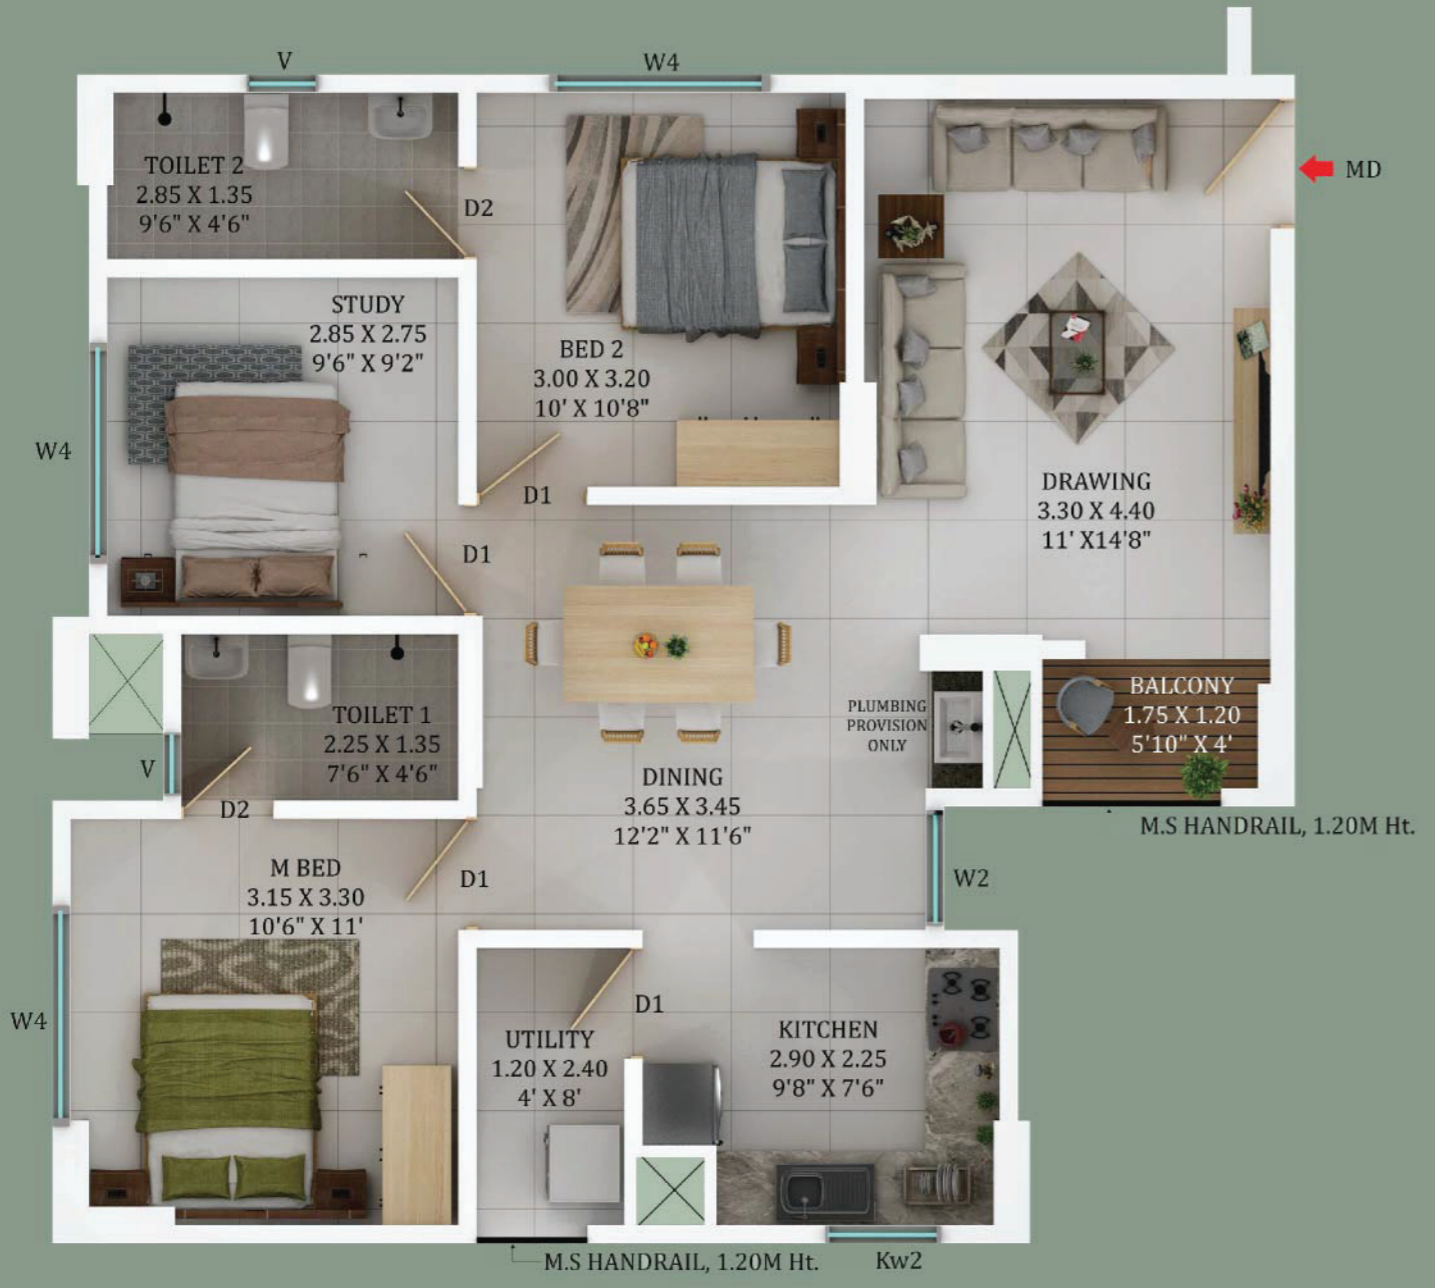 V
W4
TOILET 2
2.85 X 1.35
9'6" X 4'6"
D2
MD
STUDY
2.85 X 2.75
9'6" X 9'2"
BED 2
3.00 X 3.20
10' X 10'8"
W4
D1
DRAWING
3.30 X 4.40
11' X14'8"
D1
TOILET 1
2.25 X 1.35
7'6" X 4'6"
V
D2
PLUMBING
PROVISION
ONLY
BALCONY
1.75 X 1.20
5'10" X 4'
DINING
3.65 X 3.45
12'2" X 11'6"
M.S HANDRAIL, 1.20M Ht.
M BED
3.15 X 3.30
10'6" X 11'
D1
W2
W4
UTILITY
1.20 X 2.40
4' X 8'
D1
KITCHEN
2.90 X 2.25
9'8" X 7'6"
M.S HANDRAIL, 1.20M Ht.
Kw2